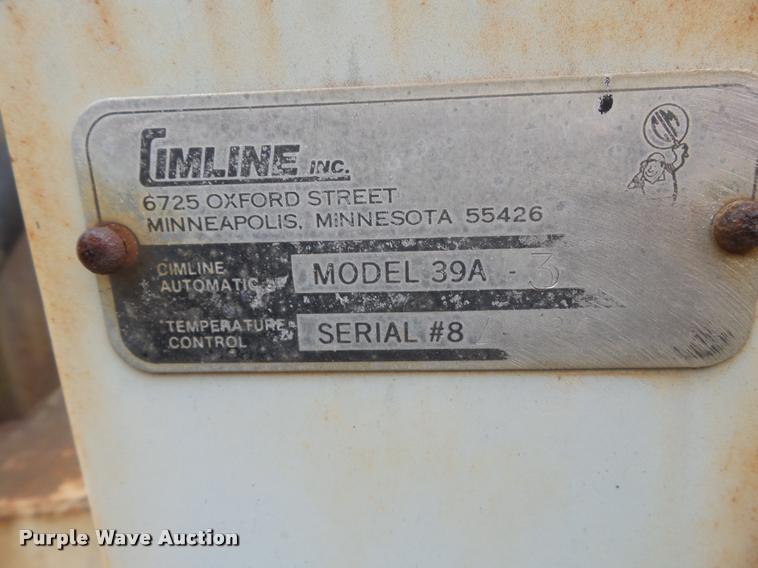 CIMLINE INC.
6725 OXFORD STREET
MINNEAPOLIS, MINNESOTA 55426
CIMLINE
AUTOMATIC
MODEL 39A - 3
TEMPERATURE
CONTROL
SERIAL #8
Purple Wave Auction